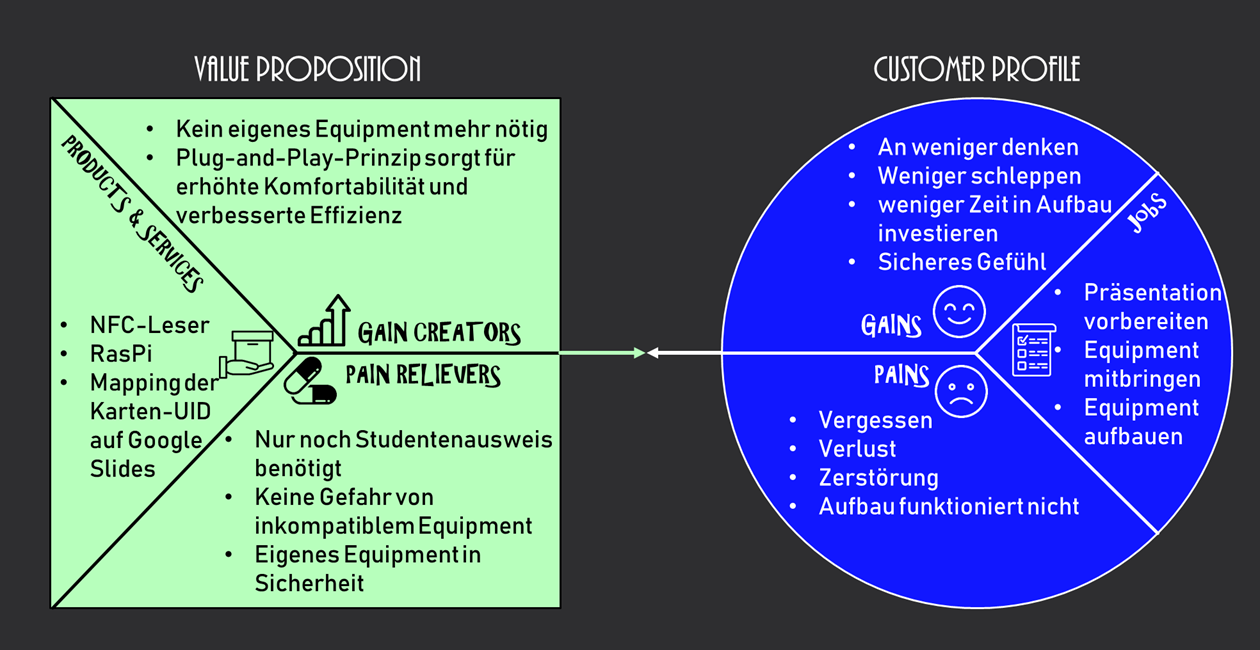 VALUE PROPOSITION
PRODUCTS & SERVICES
• Kein eigenes Equipment mehr nötig
• Plug-and-Play-Prinzip sorgt für
erhöhte Komfortabilität und
verbesserte Effizienz
GAIN CREATORS
• NFC-Leser
• RasPi
• Mapping der
Karten-UID
auf Google
Slides
PAIN RELIEVERS
• Nur noch Studentenausweis
benötigt
• Keine Gefahr von
inkompatiblem Equipment
• Eigenes Equipment in
Sicherheit
CUSTOMER PROFILE
• An weniger denken
• Weniger schleppen
• weniger Zeit in Aufbau
investieren
• Sicheres Gefühl
GAINS
JOBS
• Präsentation
vorbereiten
• Equipment
mitbringen
• Equipment
aufbauen
PAINS
• Vergessen
• Verlust
• Zerstörung
• Aufbau funktioniert nicht